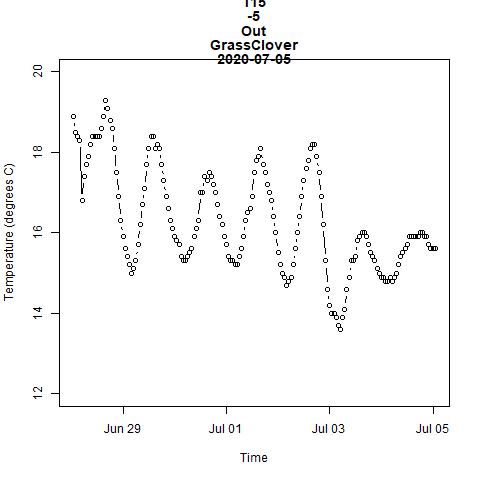 T15
-5
Out
GrassClover
2020-07-05
Temperature (degrees C)
20
18
16
14
12
Jun 29
Jul 01
Jul 03
Jul 05
Time